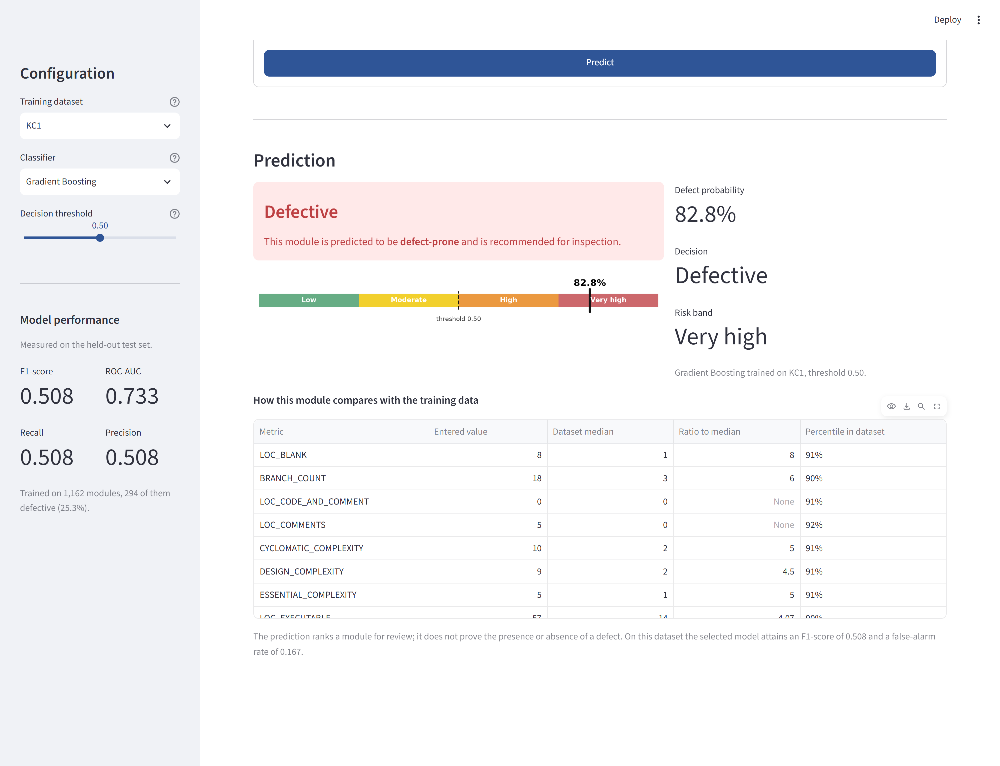 Deploy
Configuration
Training dataset
KC1
Classifier
Gradient Boosting
Decision threshold
0.50
Model performance
Measured on the held-out test set.
F1-score ROC-AUC
0.508 0.733
Recall Precision
0.508 0.508
Trained on 1,162 modules, 294 of them
defective (25.3%).
Predict
Prediction
Defective
This module is predicted to be defect-prone and is recommended for inspection.
82.8%
Low Moderate High Very high
threshold 0.50
Defect probability
82.8%
Decision
Defective
Risk band
Very high
Gradient Boosting trained on KC1, threshold 0.50.
How this module compares with the training data
Metric Entered value Dataset median Ratio to median Percentile in dataset
LOC_BLANK 8 1 8 91%
BRANCH_COUNT 18 3 6 90%
LOC_CODE_AND_COMMENT 0 0 None 91%
LOC_COMMENTS 5 0 None 92%
CYCLOMATIC_COMPLEXITY 10 2 5 91%
DESIGN_COMPLEXITY 9 2 4.5 91%
ESSENTIAL_COMPLEXITY 5 1 5 91%
LOC_EXECUTABLE 57 14 4.07 90%
The prediction ranks a module for review; it does not prove the presence or absence of a defect. On this dataset the selected model attains an F1-score of 0.508 and a false-alarm
rate of 0.167.